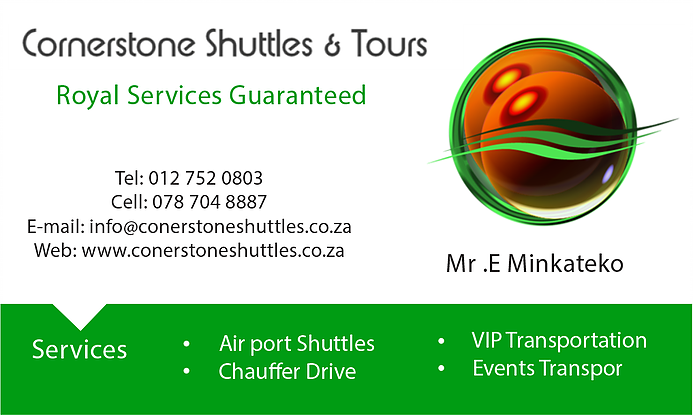 Cornerstone Shuttles & Tours
Royal Services Guaranteed
Tel: 012 752 0803
Cell: 078 704 8887
E-mail: info@conerstoneshuttles.co.za
Web: www.conerstoneshuttles.co.za
Mr .E Minkateko
Services
• Air port Shuttles
• Chauffer Drive
• VIP Transportation
• Events Transpor